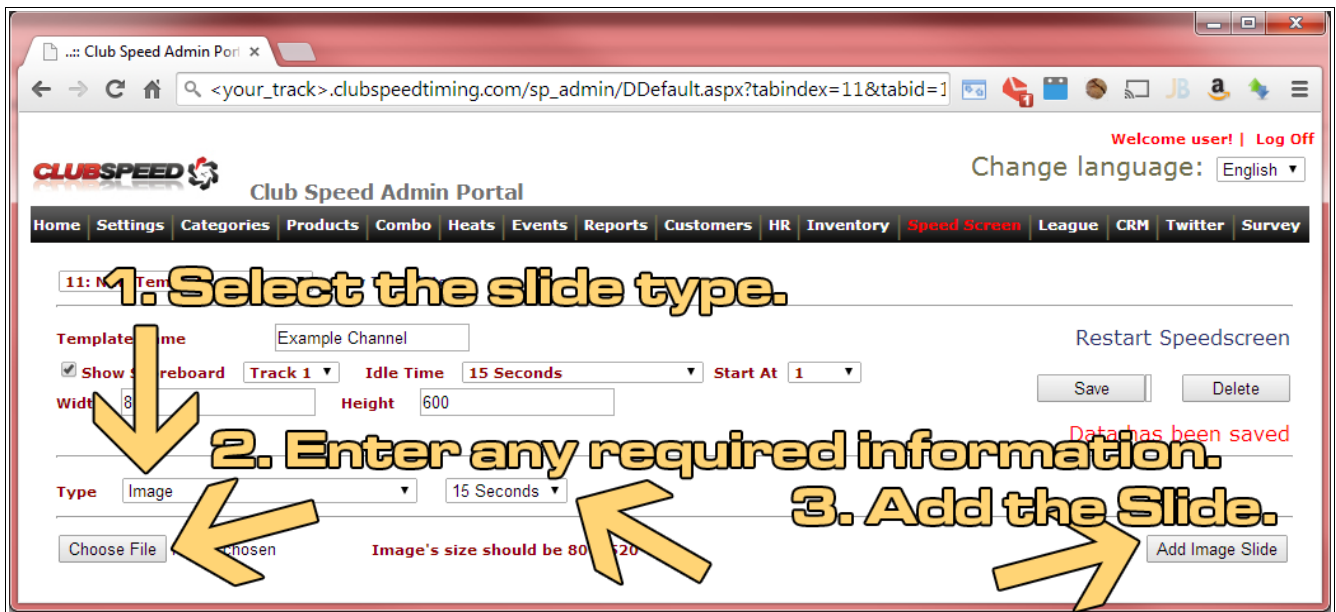 ..:: Club Speed Admin Port
<your_track>.clubspeedtiming.com/sp_admin/DDefault.aspx?tabindex=11&tabid=1
1
JB
a
Welcome user! | Log Off
CLUBSPEED
Change language: English
Club Speed Admin Portal
Home Settings Categories Products Combo Heats Events Reports Customers HR Inventory Speed Screen League CRM Twitter Survey
11:
1. Select the slide type.
Template Example Channel
Restart Speedscreen
Show Track 1 Idle Time 15 Seconds Start At 1
Save Delete
Height 600
Data has been saved
2. Enter any required information.
Type Image 15 Seconds
3. Add the Slide.
Choose File chosen Image's size should be
Add Image Slide